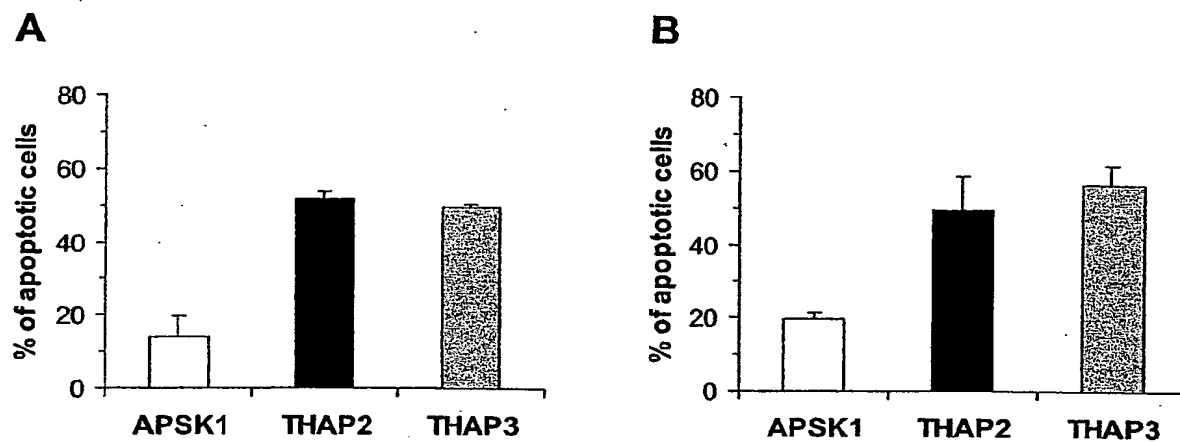 A
% of apoptotic cells
80
60
40
20
0
APSK1 THAP2 THAP3
B
% of apoptotic cells
80
60
40
20
0
APSK1 THAP2 THAP3